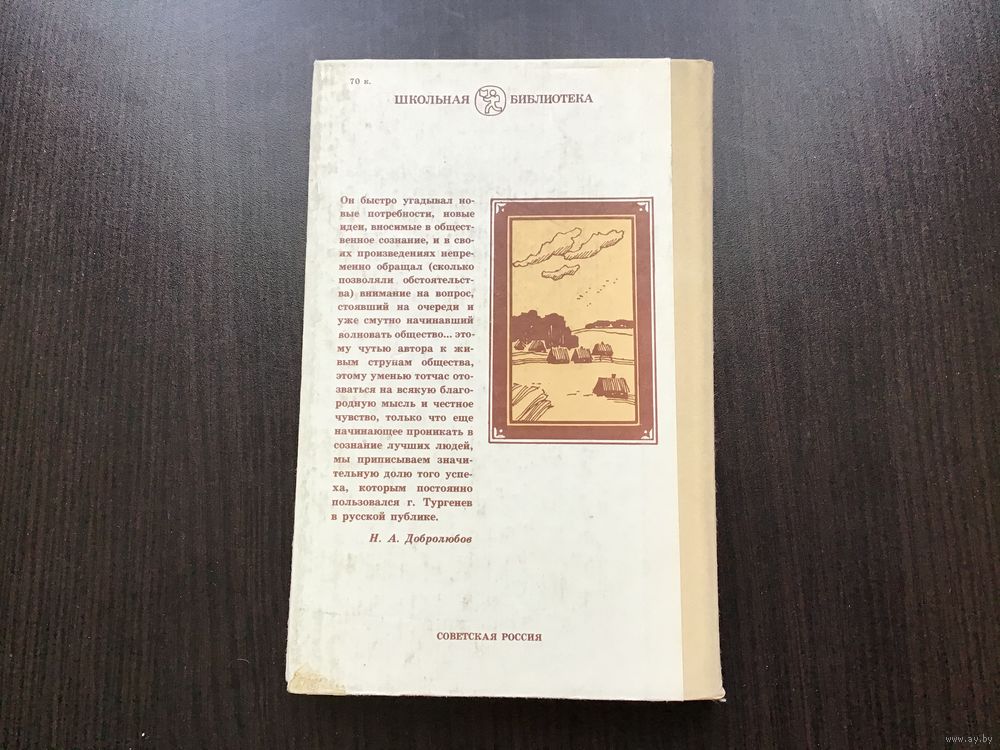 70 к.
ШКОЛЬНАЯ БИБЛИОТЕКА
Он быстро угадывал но-
вые потребности, новые
идеи, вносимые в общест-
венное сознание, и в сво-
их произведениях непре-
менно обращал (сколько
позволяли обстоятельст-
ва) внимание на вопрос,
стоявший на очереди и
уже смутно начинавший
волновать общество... это-
му чутью автора к жи-
вым струнам общества,
этому уменью тотчас ото-
зваться на всякую благо-
родную мысль и честное
чувство, только что еще
начинающее проникать в
сознание лучших людей,
мы приписываем значи-
тельную долю того успе-
ха, которым постоянно
пользовался г. Тургенев
в русской публике.
Н. А. Добролюбов
СОВЕТСКАЯ РОССИЯ
www.ay.by